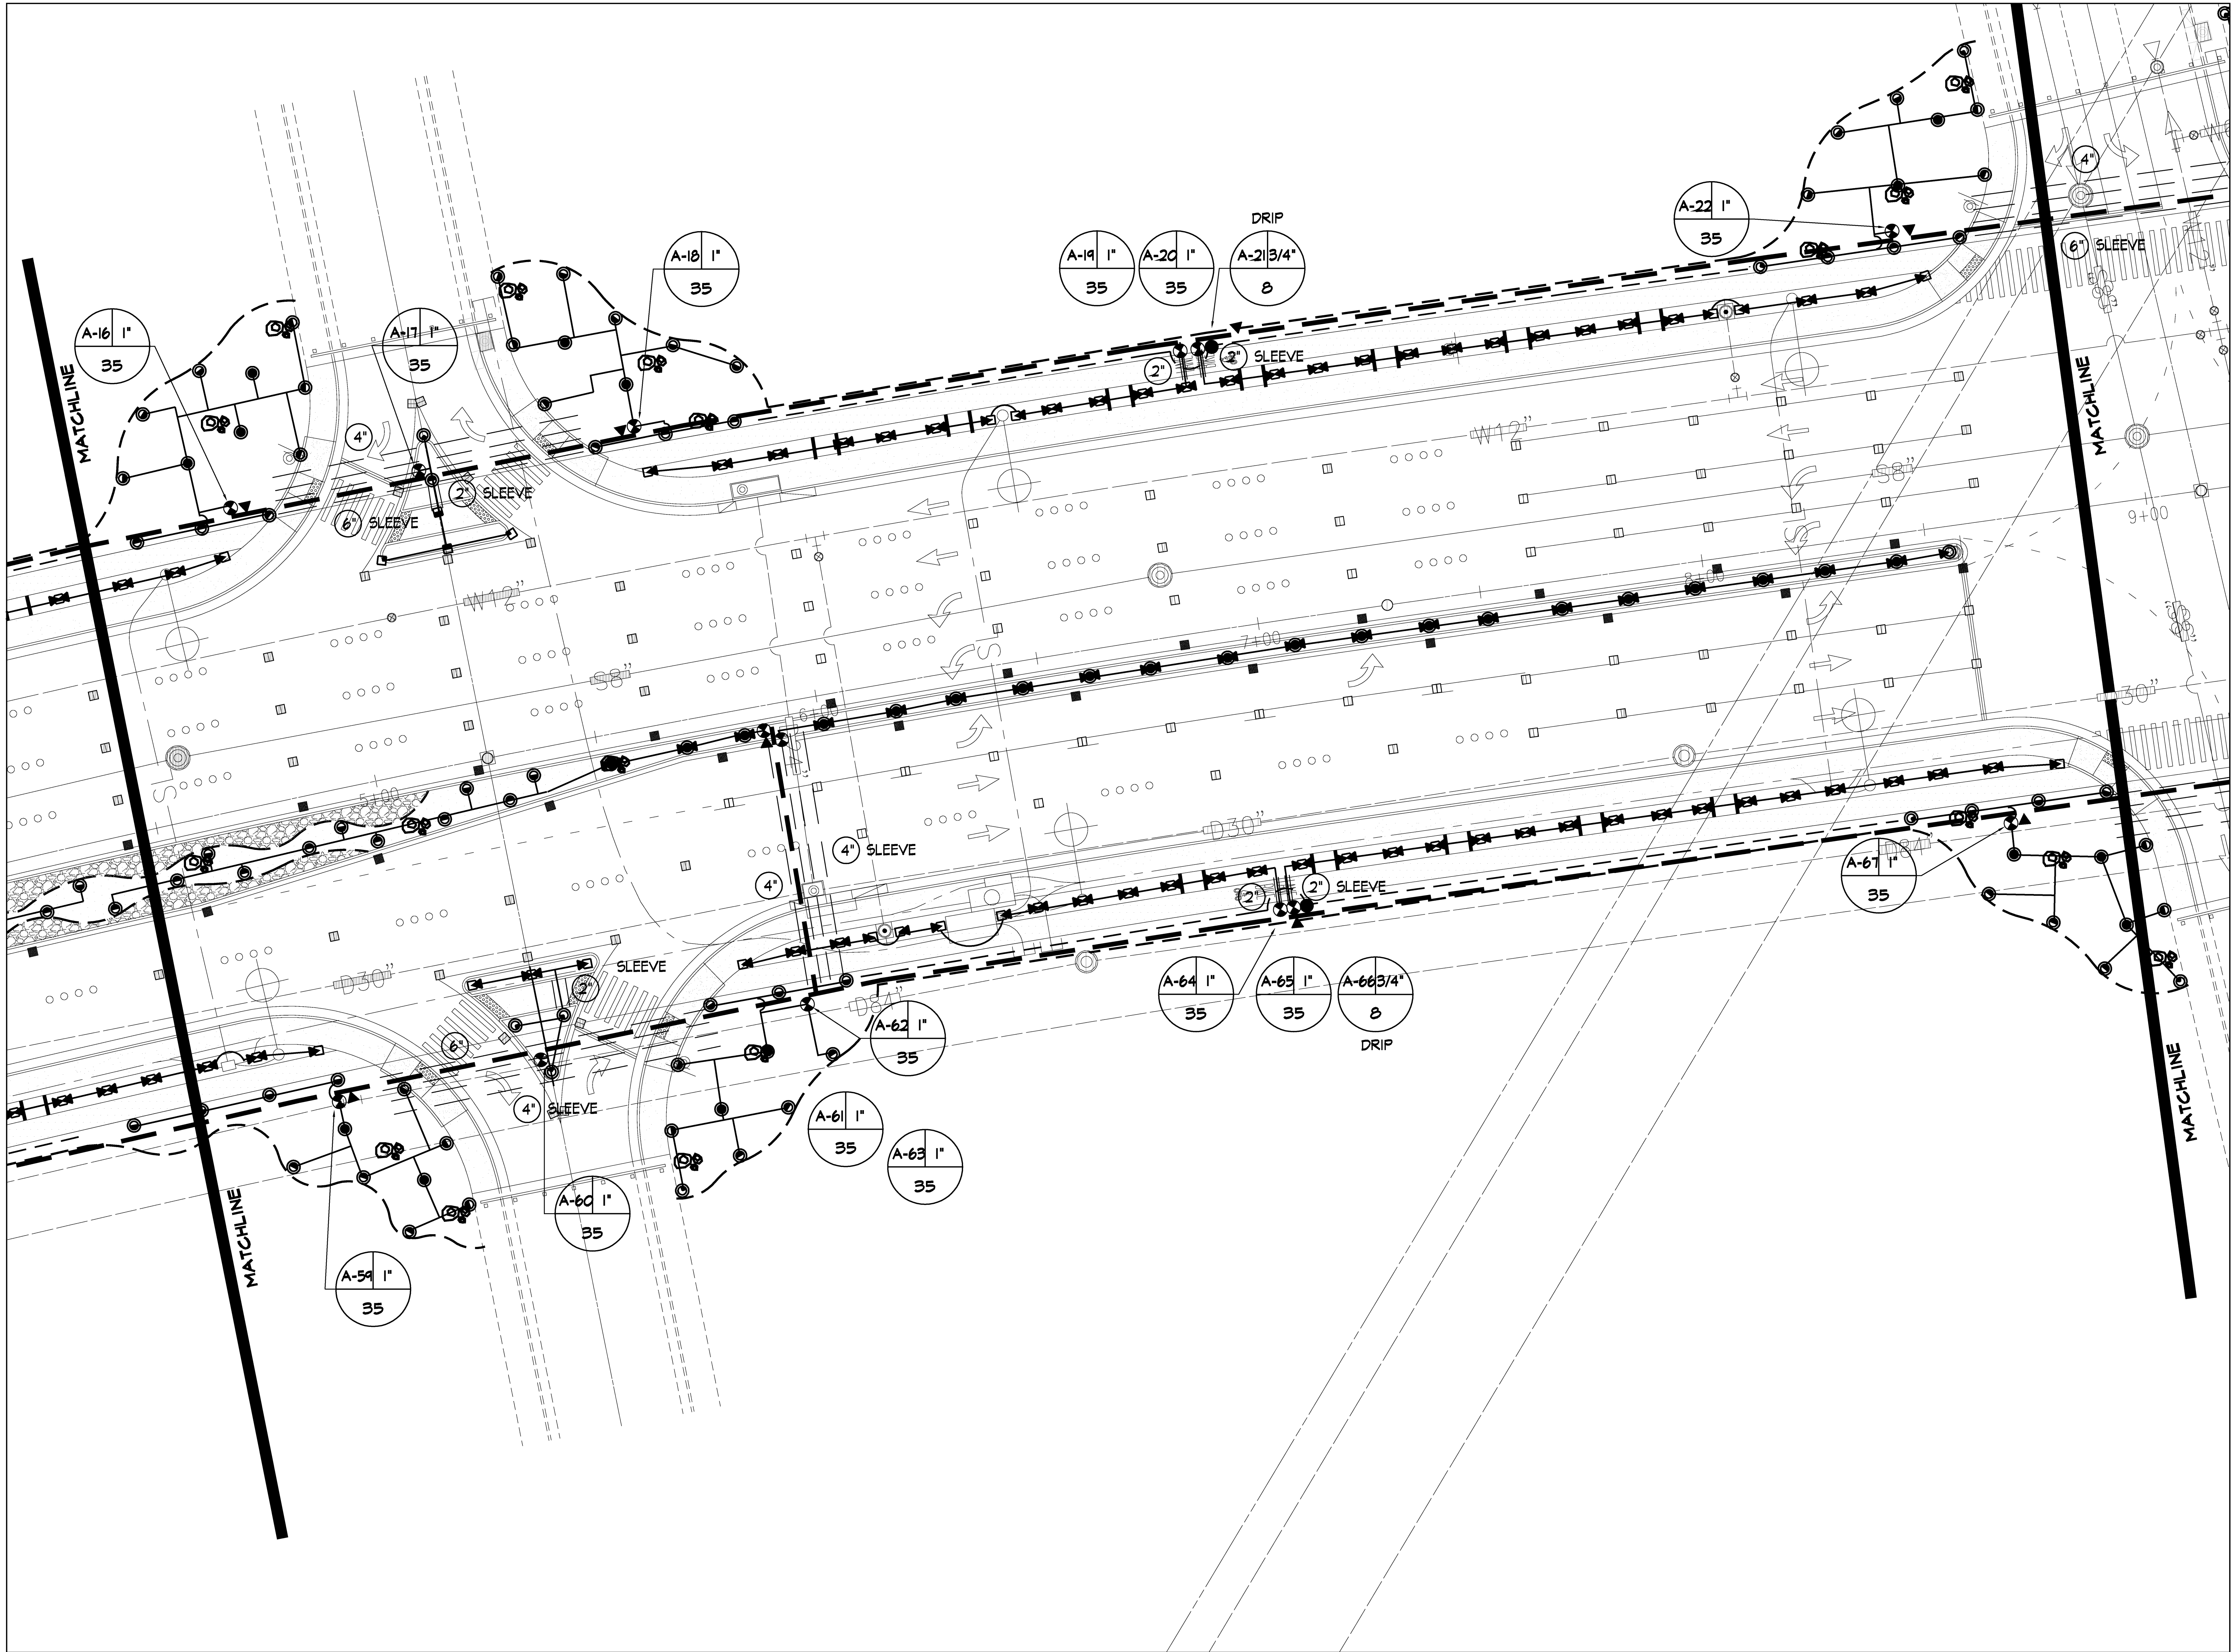 DRIP
A-22 1"
35
4"
6" SLEEVE
A-18 1"
35
A-19 1"
35
A-20 1"
35
A-21 3/4"
8
A-16 1"
35
A-17 1"
35
MATCHLINE
MATCHLINE
2"
2" SLEEVE
4"
2" SLEEVE
6" SLEEVE
W12"
S8"
9+00
W12"
8+00
7+00
S8"
6+00
5+00
30"
D30"
4" SLEEVE
4"
2"
2" SLEEVE
A-67 1"
35
D84"
D30"
SLEEVE
2"
D84"
A-64 1"
35
A-65 1"
35
A-66 3/4"
8
DRIP
6"
A-62 1"
35
4" SLEEVE
A-61 1"
35
A-63 1"
35
MATCHLINE
A-60 1"
35
MATCHLINE
A-59 1"
35